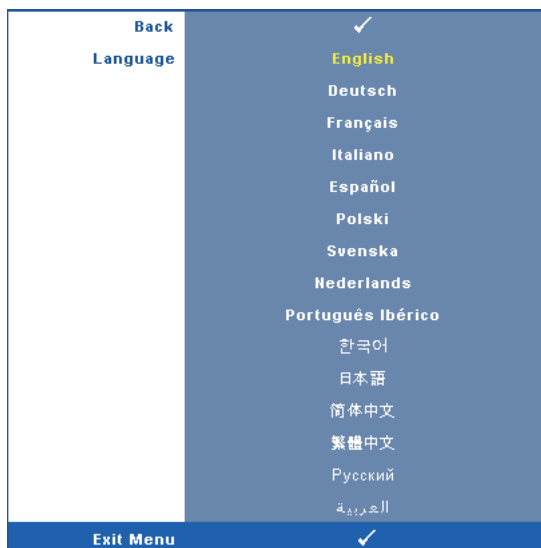 Back ✓
Language English
Deutsch
Français
Italiano
Español
Polski
Svenska
Nederlands
Português Ibérico
한국어
日本語
简体中文
繁體中文
Русский
العربية
Exit Menu ✓